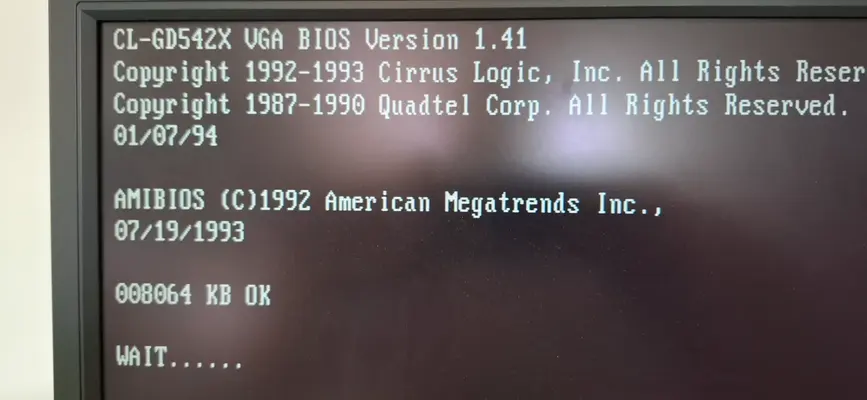 CL-GD542X VGA BIOS Version 1.41
Copyright 1992-1993 Cirrus Logic, Inc. All Rights Reser
Copyright 1987-1990 Quadtel Corp. All Rights Reserved.
01/07/94
AMIBIOS (C)1992 American Megatrends Inc.,
07/19/1993
008064 KB OK
WAIT......